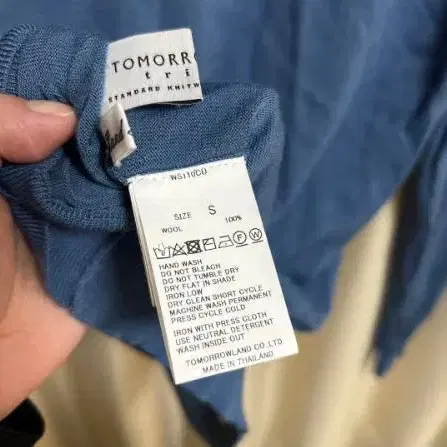 TOMORR
tri
STANDARD KNITW
WS110CO
SIZE S
WOOL 100%
HAND WASH
DO NOT BLEACH
DO NOT TUMBLE DRY
DRY FLAT IN SHADE
IRON LOW
DRY CLEAN SHORT CYCLE
MACHINE WASH PERMANENT
PRESS CYCLE COLD
IRON WITH PRESS CLOTH
USE NEUTRAL DETERGENT
WASH INSIDE OUT
TOMORROWLAND CO.,LTD
MADE IN THAILAND